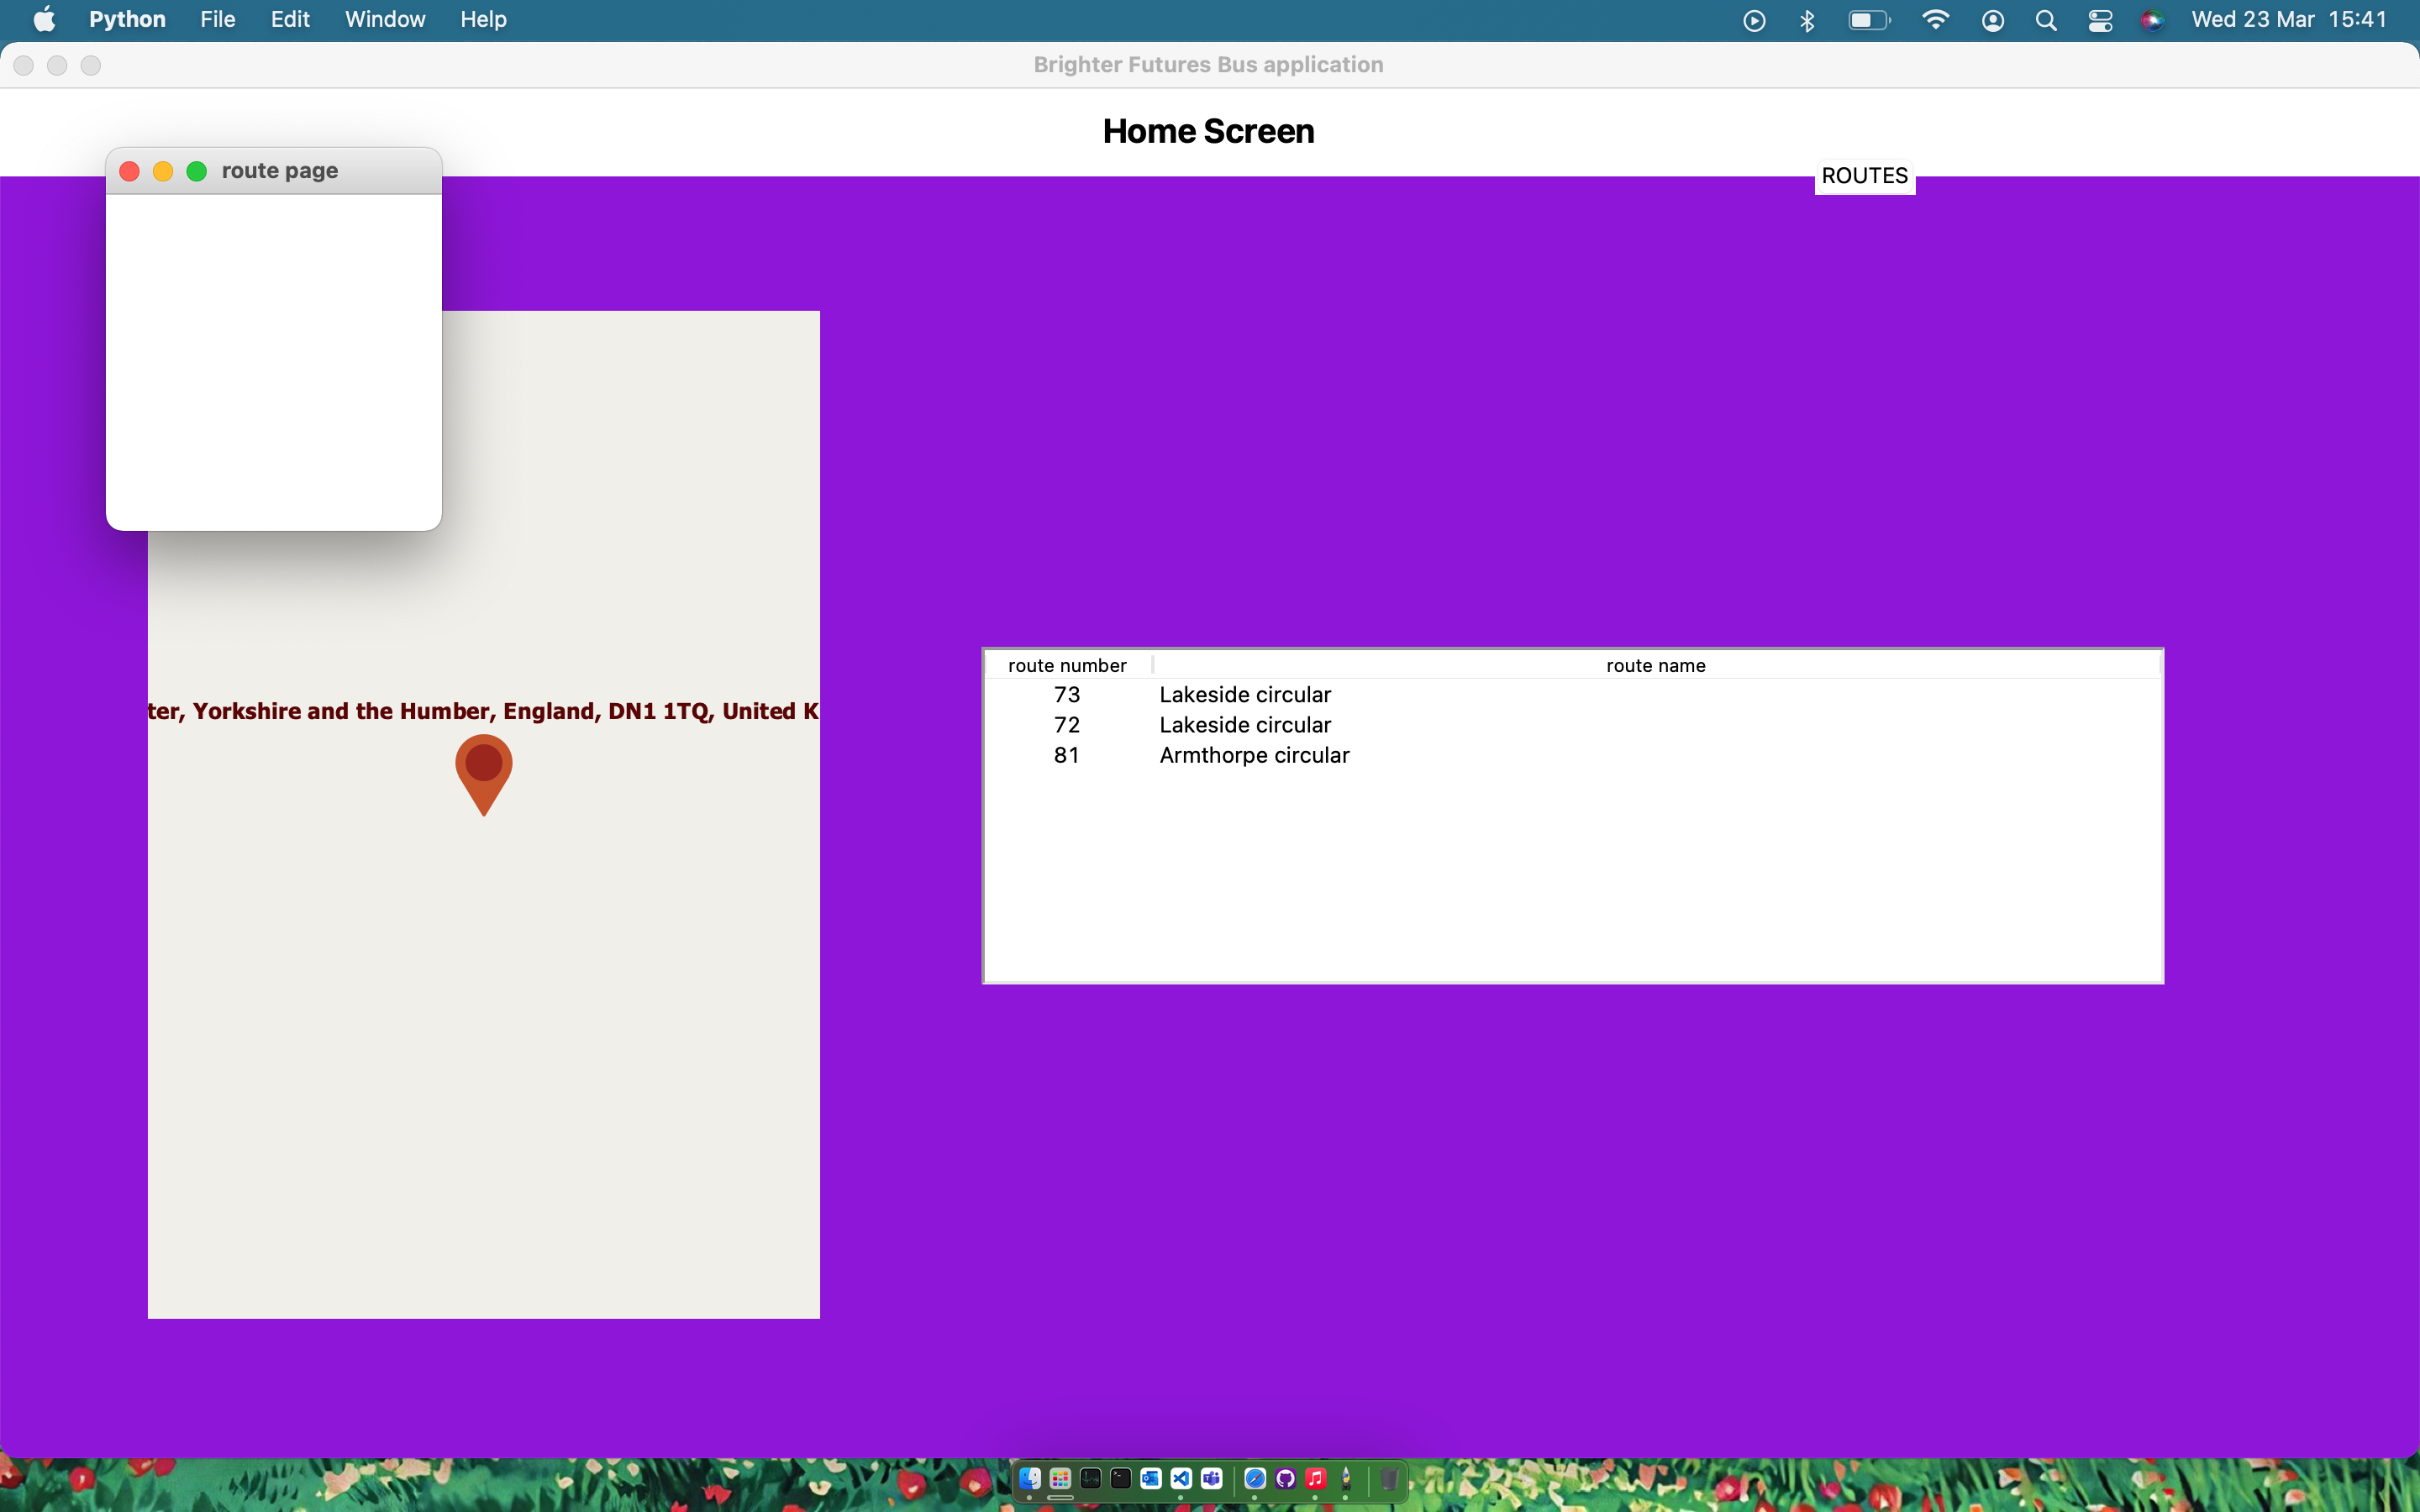 Python File Edit Window Help Wed 23 Mar 15:41
Brighter Futures Bus application
Home Screen
route page
ROUTES
ter, Yorkshire and the Humber, England, DN1 1TQ, United K
route number route name
73 Lakeside circular
72 Lakeside circular
81 Armthorpe circular